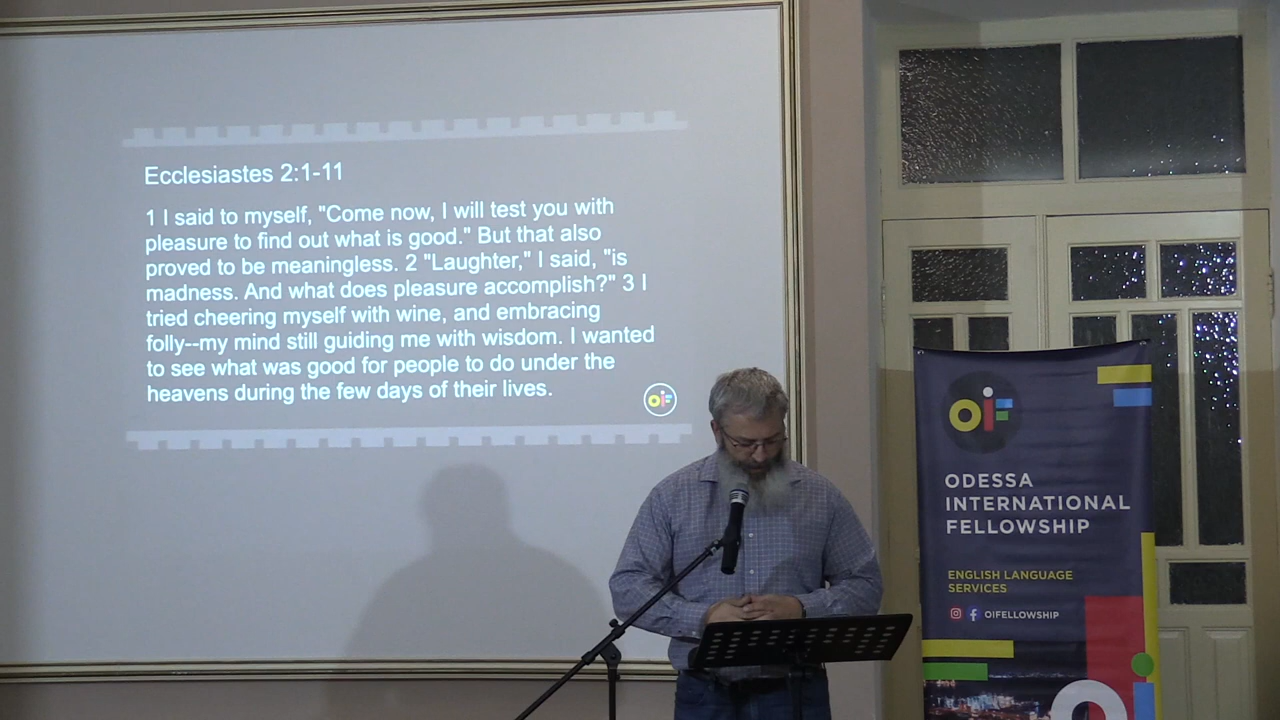 Ecclesiastes 2:1-11
1 I said to myself, "Come now, I will test you with
pleasure to find out what is good." But that also
proved to be meaningless. 2 "Laughter," I said, "is
madness. And what does pleasure accomplish?" 3 I
tried cheering myself with wine, and embracing
folly--my mind still guiding me with wisdom. I wanted
to see what was good for people to do under the
heavens during the few days of their lives.
OIF
OIF
ODESSA
INTERNATIONAL
FELLOWSHIP
ENGLISH LANGUAGE
SERVICES
OIFELLOWSHIP
Oi